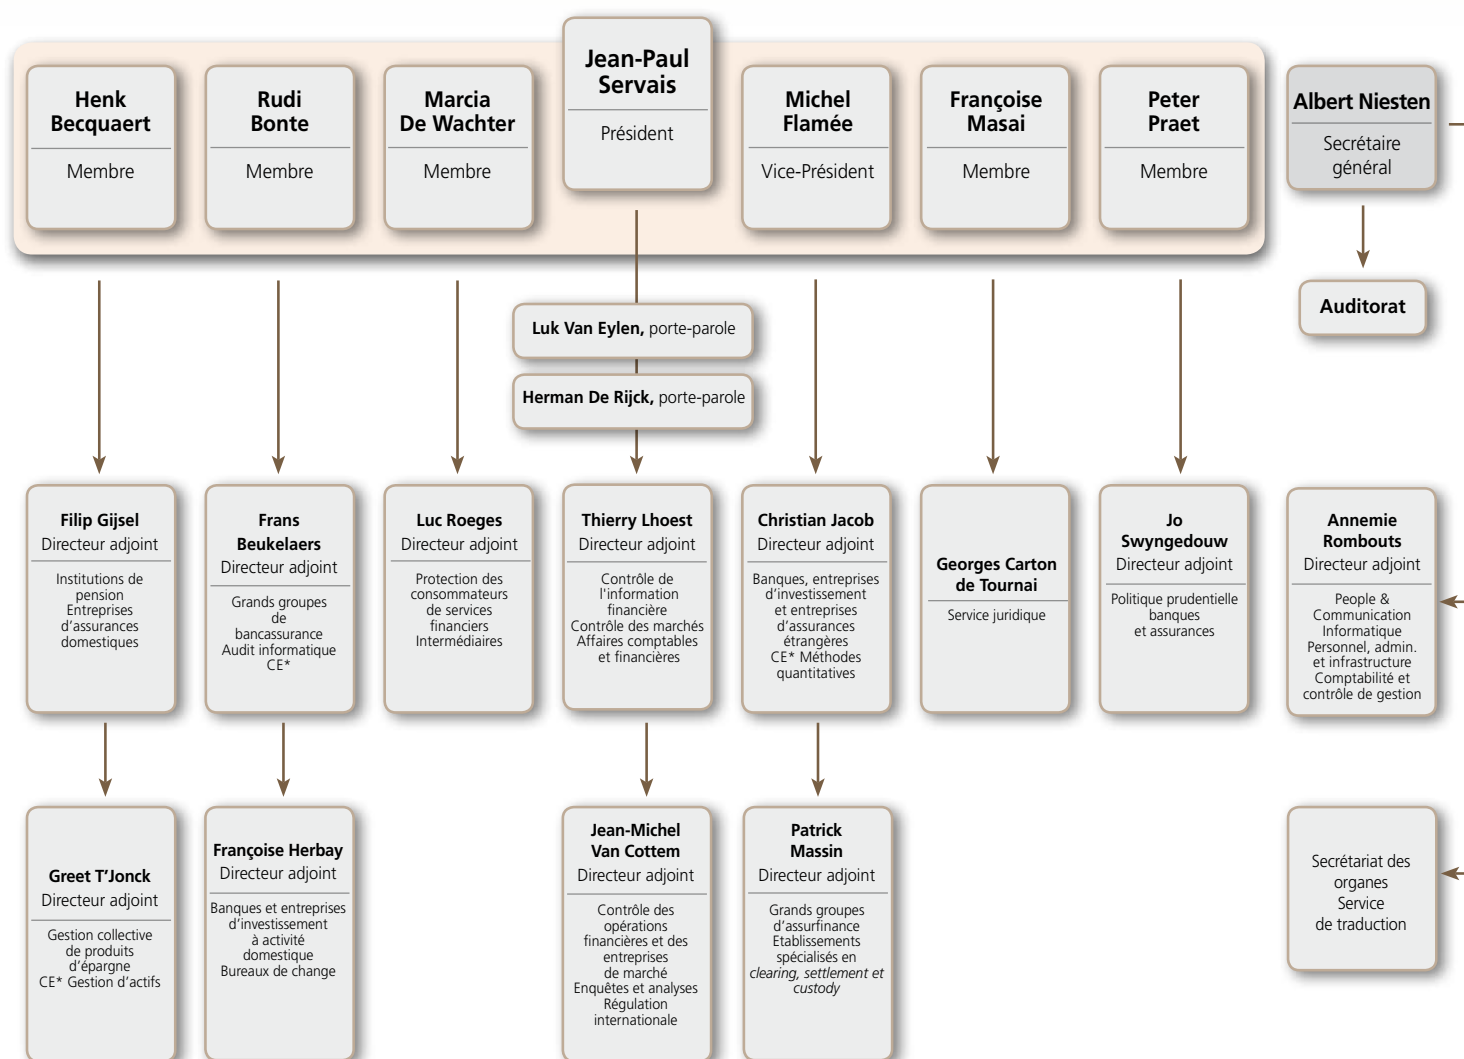 Henk
Becquaert
Membre
Rudi
Bonte
Membre
Marcia
De Wachter
Membre
Jean-Paul
Servais
Président
Michel
Flamée
Vice-Président
Françoise
Masai
Membre
Peter
Praet
Membre
Albert Niesten
Secrétaire
général
Auditorat
Luk Van Eylen, porte-parole
Herman De Rijck, porte-parole
Filip Gijsel
Directeur adjoint
Institutions de
pension
Entreprises
d'assurances
domestiques
Frans
Beukelaers
Directeur adjoint
Grands groupes
de
bancassurance
Audit informatique
CE*
Luc Roeges
Directeur adjoint
Protection des
consommateurs
de services
financiers
Intermédiaires
Thierry Lhoest
Directeur adjoint
Contrôle de
l'information
financière
Contrôle des marchés
Affaires comptables
et financières
Christian Jacob
Directeur adjoint
Banques, entreprises
d'investissement
et entreprises
d'assurances
étrangères
CE* Méthodes
quantitatives
Georges Carton
de Tournai
Service juridique
Jo
Swyngedouw
Directeur adjoint
Politique prudentielle
banques
et assurances
Annemie
Rombouts
Directeur adjoint
People &
Communication
Informatique
Personnel, admin.
et infrastructure
Comptabilité et
contrôle de gestion
Greet T'Jonck
Directeur adjoint
Gestion collective
de produits
d'épargne
CE* Gestion d'actifs
Françoise Herbay
Directeur adjoint
Banques et entreprises
d'investissement
à activité
domestique
Bureaux de change
Jean-Michel
Van Cottem
Directeur adjoint
Contrôle des
opérations
financières et des
entreprises
de marché
Enquêtes et analyses
Régulation
internationale
Patrick
Massin
Directeur adjoint
Grands groupes
d'assurfinance
Etablissements
spécialisés en
clearing, settlement et
custody
Secrétariat des
organes
Service
de traduction